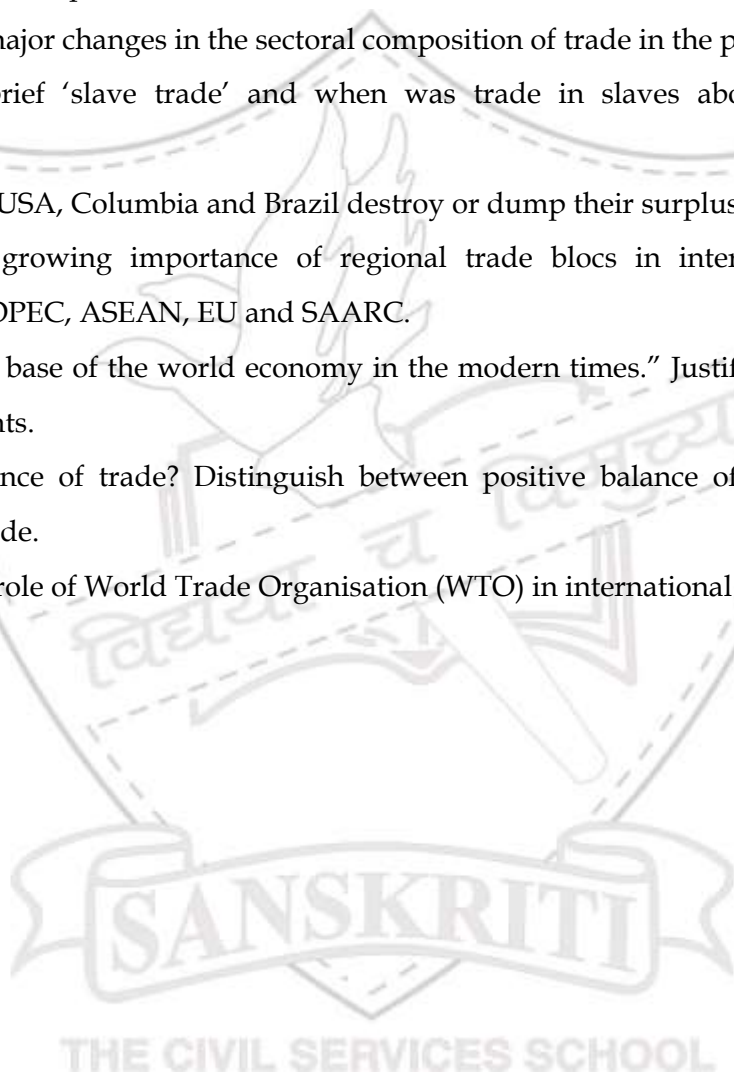 major changes in the sectoral composition of trade in the p
brief ‘slave trade’ and when was trade in slaves abo
USA, Columbia and Brazil destroy or dump their surplus
growing importance of regional trade blocs in inter
OPEC, ASEAN, EU and SAARC.
base of the world economy in the modern times.” Justif
nts.
nce of trade? Distinguish between positive balance of
de.
role of World Trade Organisation (WTO) in international
विद्यया च विमुच्य
SANSKRITI
THE CIVIL SERVICES SCHOOL